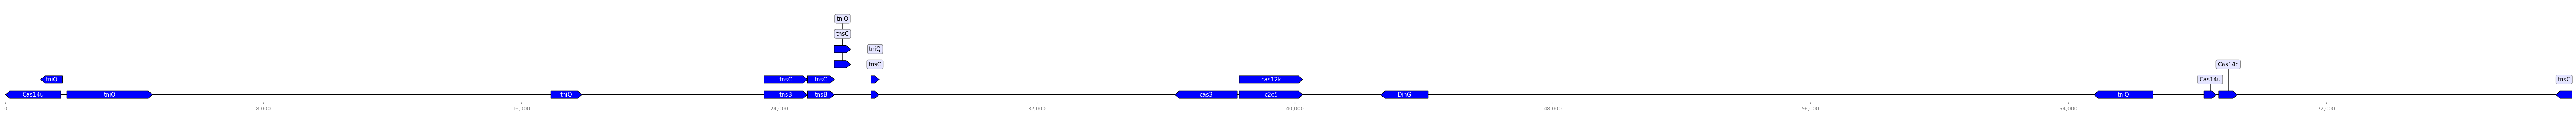 tniQ
tnsC
tniQ
tnsC
Cas14c
tniQ
tnsC
tnsC
cas12k
Cas14u
tnsC
Cas14u
tniQ
tniQ
tnsB
tnsB
cas3
c2c5
DinG
tniQ
0
8,000
16,000
24,000
32,000
40,000
48,000
56,000
64,000
72,000